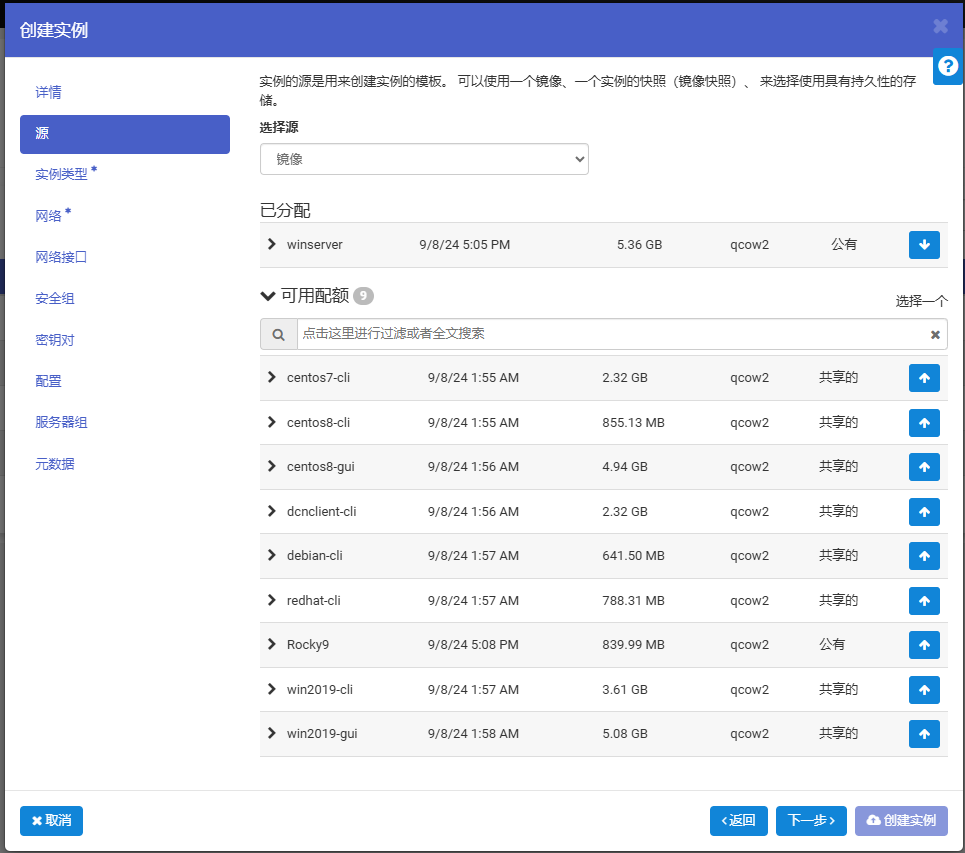 创建实例
详情
源
实例类型 *
网络 *
网络接口
安全组
密钥对
配置
服务器组
元数据
实例的源是用来创建实例的模板。 可以使用一个镜像、一个实例的快照（镜像快照）、 来选择使用具有持久性的存
储。
选择源
镜像
已分配
winserver 9/8/24 5:05 PM 5.36 GB qcow2 公有
可用配额 9 选择一个
点击这里进行过滤或者全文搜索
centos7-cli 9/8/24 1:55 AM 2.32 GB qcow2 共享的
centos8-cli 9/8/24 1:55 AM 855.13 MB qcow2 共享的
centos8-gui 9/8/24 1:56 AM 4.94 GB qcow2 共享的
dcnclient-cli 9/8/24 1:56 AM 2.32 GB qcow2 共享的
debian-cli 9/8/24 1:57 AM 641.50 MB qcow2 共享的
redhat-cli 9/8/24 1:57 AM 788.31 MB qcow2 共享的
Rocky9 9/8/24 5:08 PM 839.99 MB qcow2 公有
win2019-cli 9/8/24 1:57 AM 3.61 GB qcow2 共享的
win2019-gui 9/8/24 1:58 AM 5.08 GB qcow2 共享的
取消 返回 下一步 创建实例